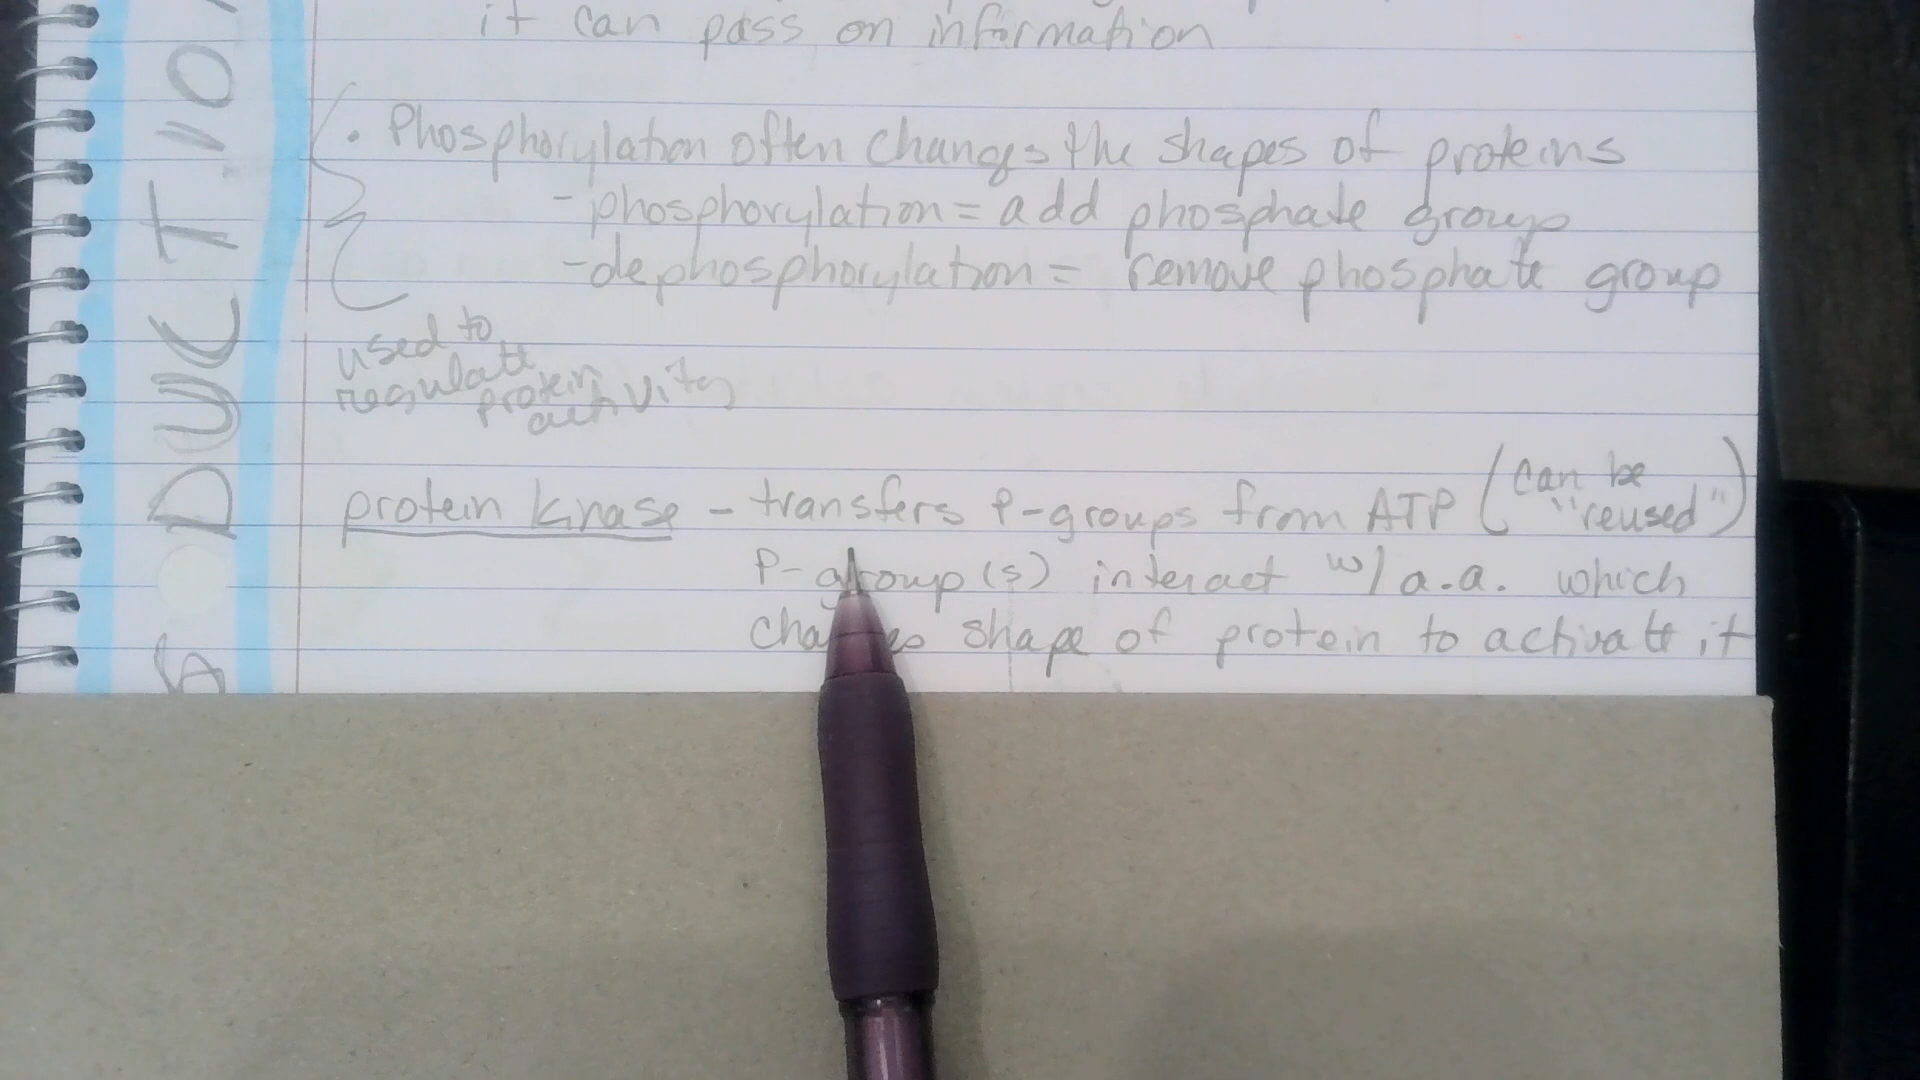 it can pass on information
• Phosphorylation often changes the shapes of proteins
- phosphorylation = add phosphate group
- dephosphorylation = remove phosphate group
used to
regulate
protein
activity
protein kinase - transfers P-groups from ATP (can be "reused")
P-group(s) interact w/ a.a. which
changes shape of protein to activate it
DUCTIO